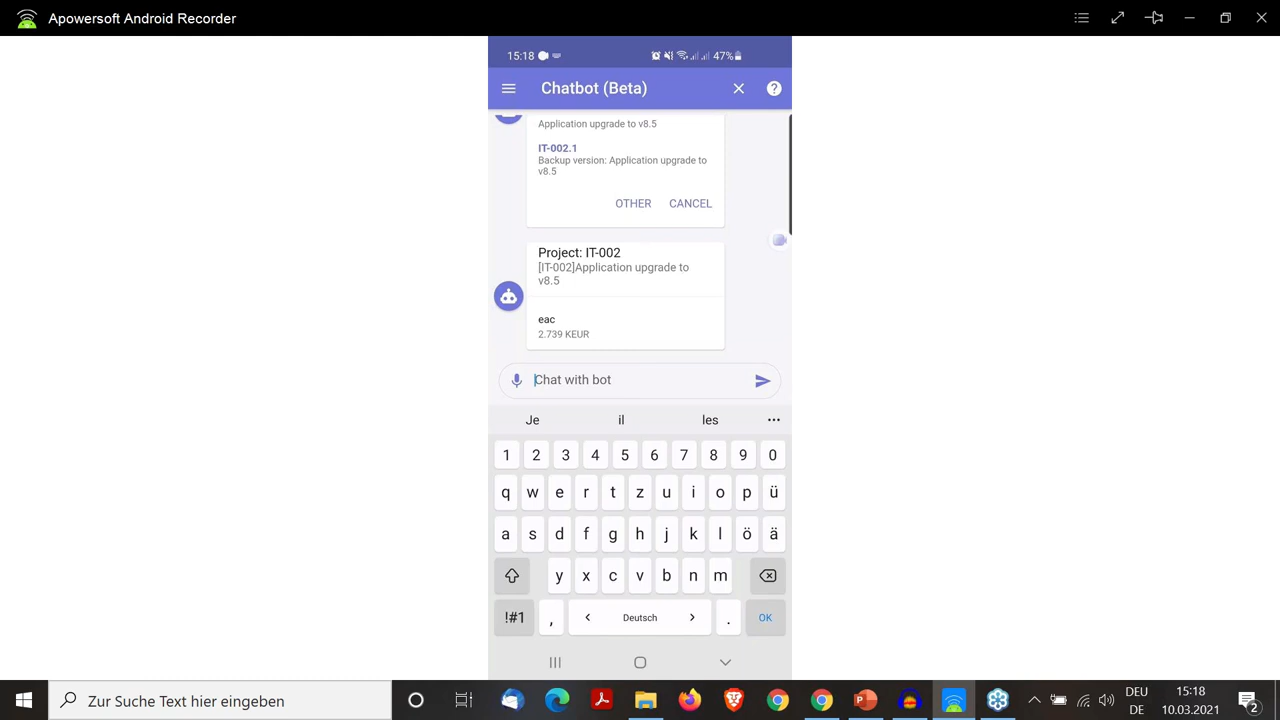 Apowersoft Android Recorder
15:18
47%
Chatbot (Beta)
Application upgrade to v8.5
IT-002.1
Backup version: Application upgrade to
v8.5
OTHER CANCEL
Project: IT-002
[IT-002]Application upgrade to
v8.5
eac
2.739 KEUR
Chat with bot
Je il les
1 2 3 4 5 6 7 8 9 0
q w e r t z u i o p ü
a s d f g h j k l ö ä
y x c v b n m
!#1 , < Deutsch > . OK
Zur Suche Text hier eingeben
DEU 15:18
DE 10.03.2021 2